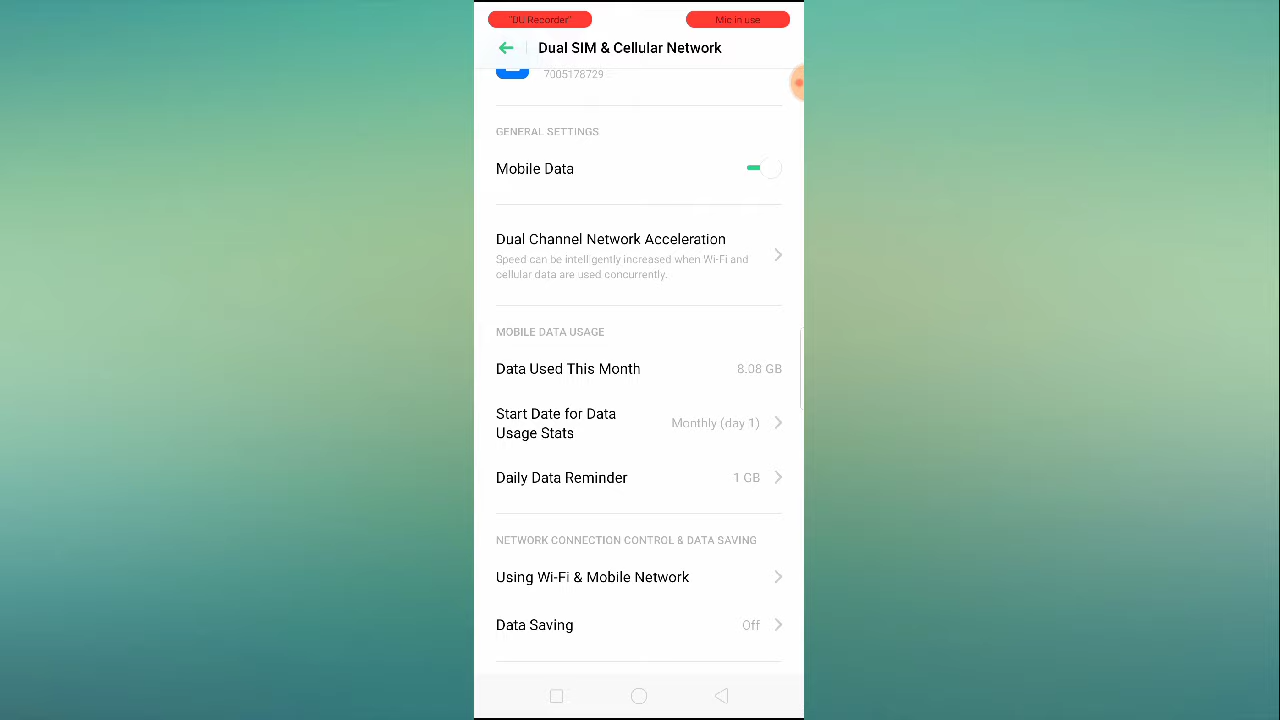 "DU Recorder" Mic in use
Dual SIM & Cellular Network
7005178729
GENERAL SETTINGS
Mobile Data
Dual Channel Network Acceleration
Speed can be intelligently increased when Wi-Fi and
cellular data are used concurrently.
MOBILE DATA USAGE
Data Used This Month 8.08 GB
Start Date for Data
Usage Stats Monthly (day 1)
Daily Data Reminder 1 GB
NETWORK CONNECTION CONTROL & DATA SAVING
Using Wi-Fi & Mobile Network
Data Saving Off